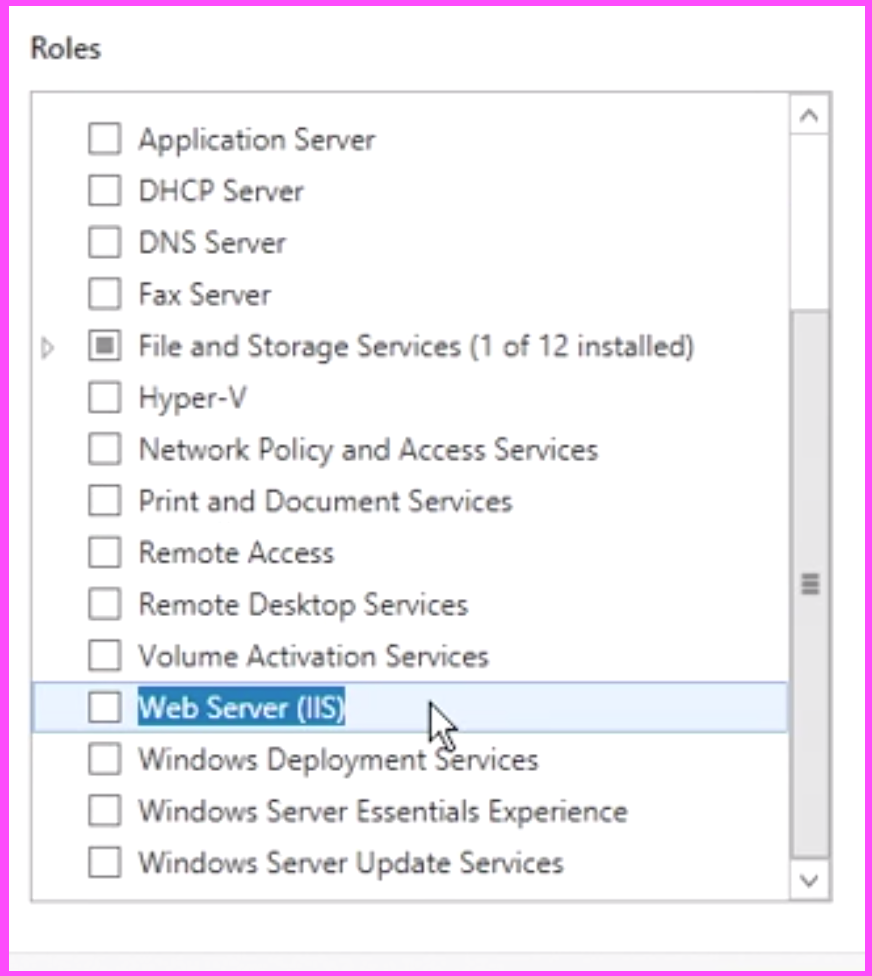 Roles
Application Server
DHCP Server
DNS Server
Fax Server
File and Storage Services (1 of 12 installed)
Hyper-V
Network Policy and Access Services
Print and Document Services
Remote Access
Remote Desktop Services
Volume Activation Services
Web Server (IIS)
Windows Deployment Services
Windows Server Essentials Experience
Windows Server Update Services